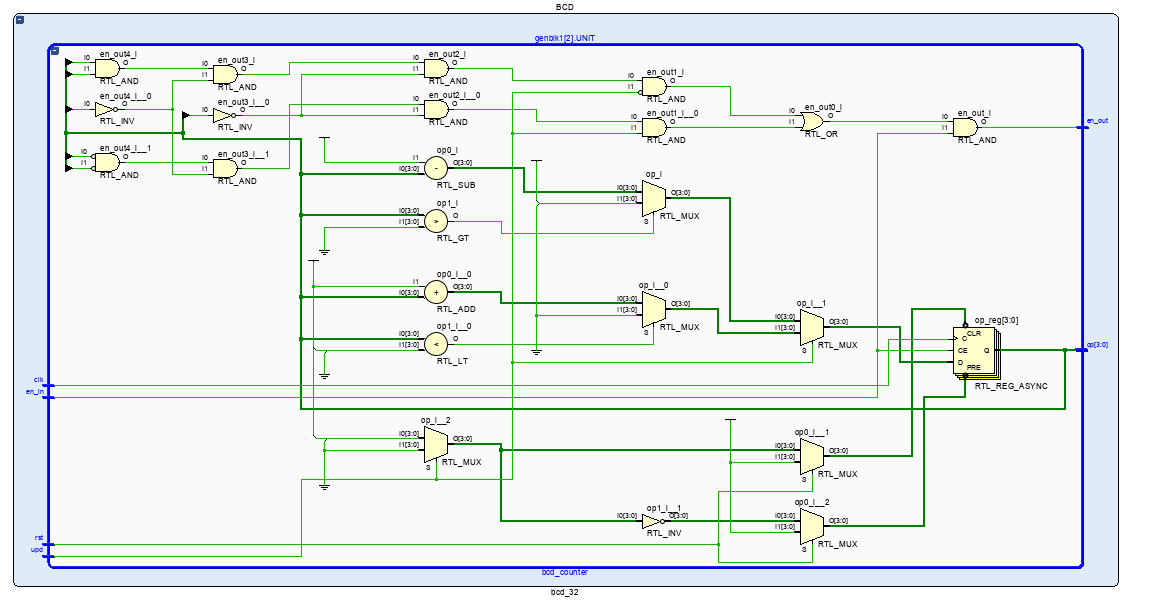 BCD
genblk1[2].UNIT
en_out4_i
I0
I1
O
RTL_AND
en_out3_i
I0
I1
O
RTL_AND
en_out2_i
I0
I1
O
RTL_AND
en_out1_i
I0
I1
O
RTL_AND
en_out4_i__0
I0
O
RTL_INV
en_out3_i__0
I0
O
RTL_INV
en_out2_i__0
I0
I1
O
RTL_AND
en_out1_i__0
I0
I1
O
RTL_AND
en_out0_i
I0
I1
O
RTL_OR
en_out_i
I0
I1
O
RTL_AND
en_out
en_out4_i__1
I0
I1
O
RTL_AND
en_out3_i__1
I0
I1
O
RTL_AND
op0_i
I1
I0[3:0]
-
O[3:0]
RTL_SUB
op_i
I0[3:0]
I1[3:0]
S
O[3:0]
RTL_MUX
op1_i
I0[3:0]
I1[3:0]
O
RTL_GT
op0_i__0
I1
I0[3:0]
+
O[3:0]
RTL_ADD
op_i__0
I0[3:0]
I1[3:0]
S
O[3:0]
RTL_MUX
op_i__1
I0[3:0]
I1[3:0]
S
O[3:0]
RTL_MUX
op_reg[3:0]
CLR
C
CE
D
PRE
Q
RTL_REG_ASYNC
op[3:0]
op1_i__0
I0[3:0]
I1[3:0]
<
O
RTL_LT
clk
en_in
op_i__2
I0[3:0]
I1[3:0]
S
O[3:0]
RTL_MUX
op0_i__1
I0[3:0]
I1[3:0]
S
O[3:0]
RTL_MUX
op1_i__1
I0[3:0]
O[3:0]
RTL_INV
op0_i__2
I0[3:0]
I1[3:0]
S
O[3:0]
RTL_MUX
rst
upd
bcd_counter
bcd_32